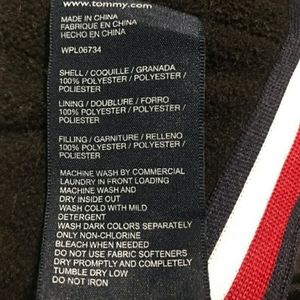 www.tommy.com
MADE IN CHINA
FABRIQUE EN CHINE
HECHO EN CHINA
WPL06734
SHELL / COQUILLE / GRANADA
100% POLYESTER / POLYESTER /
POLIESTER
LINING / DOUBLURE / FORRO
100% POLYESTER / POLYESTER /
POLIESTER
FILLING / GARNITURE / RELLENO
100% POLYESTER / POLYESTER /
POLIESTER
MACHINE WASH BY COMMERCIAL
LAUNDRY IN FRONT LOADING
MACHINE WASH AND
DRY INSIDE OUT
WASH COLD WITH MILD
DETERGENT
WASH DARK COLORS SEPARATELY
ONLY NON-CHLORINE
BLEACH WHEN NEEDED
DO NOT USE FABRIC SOFTENERS
DRY PROMPTLY AND COMPLETELY
TUMBLE DRY LOW
DO NOT IRON